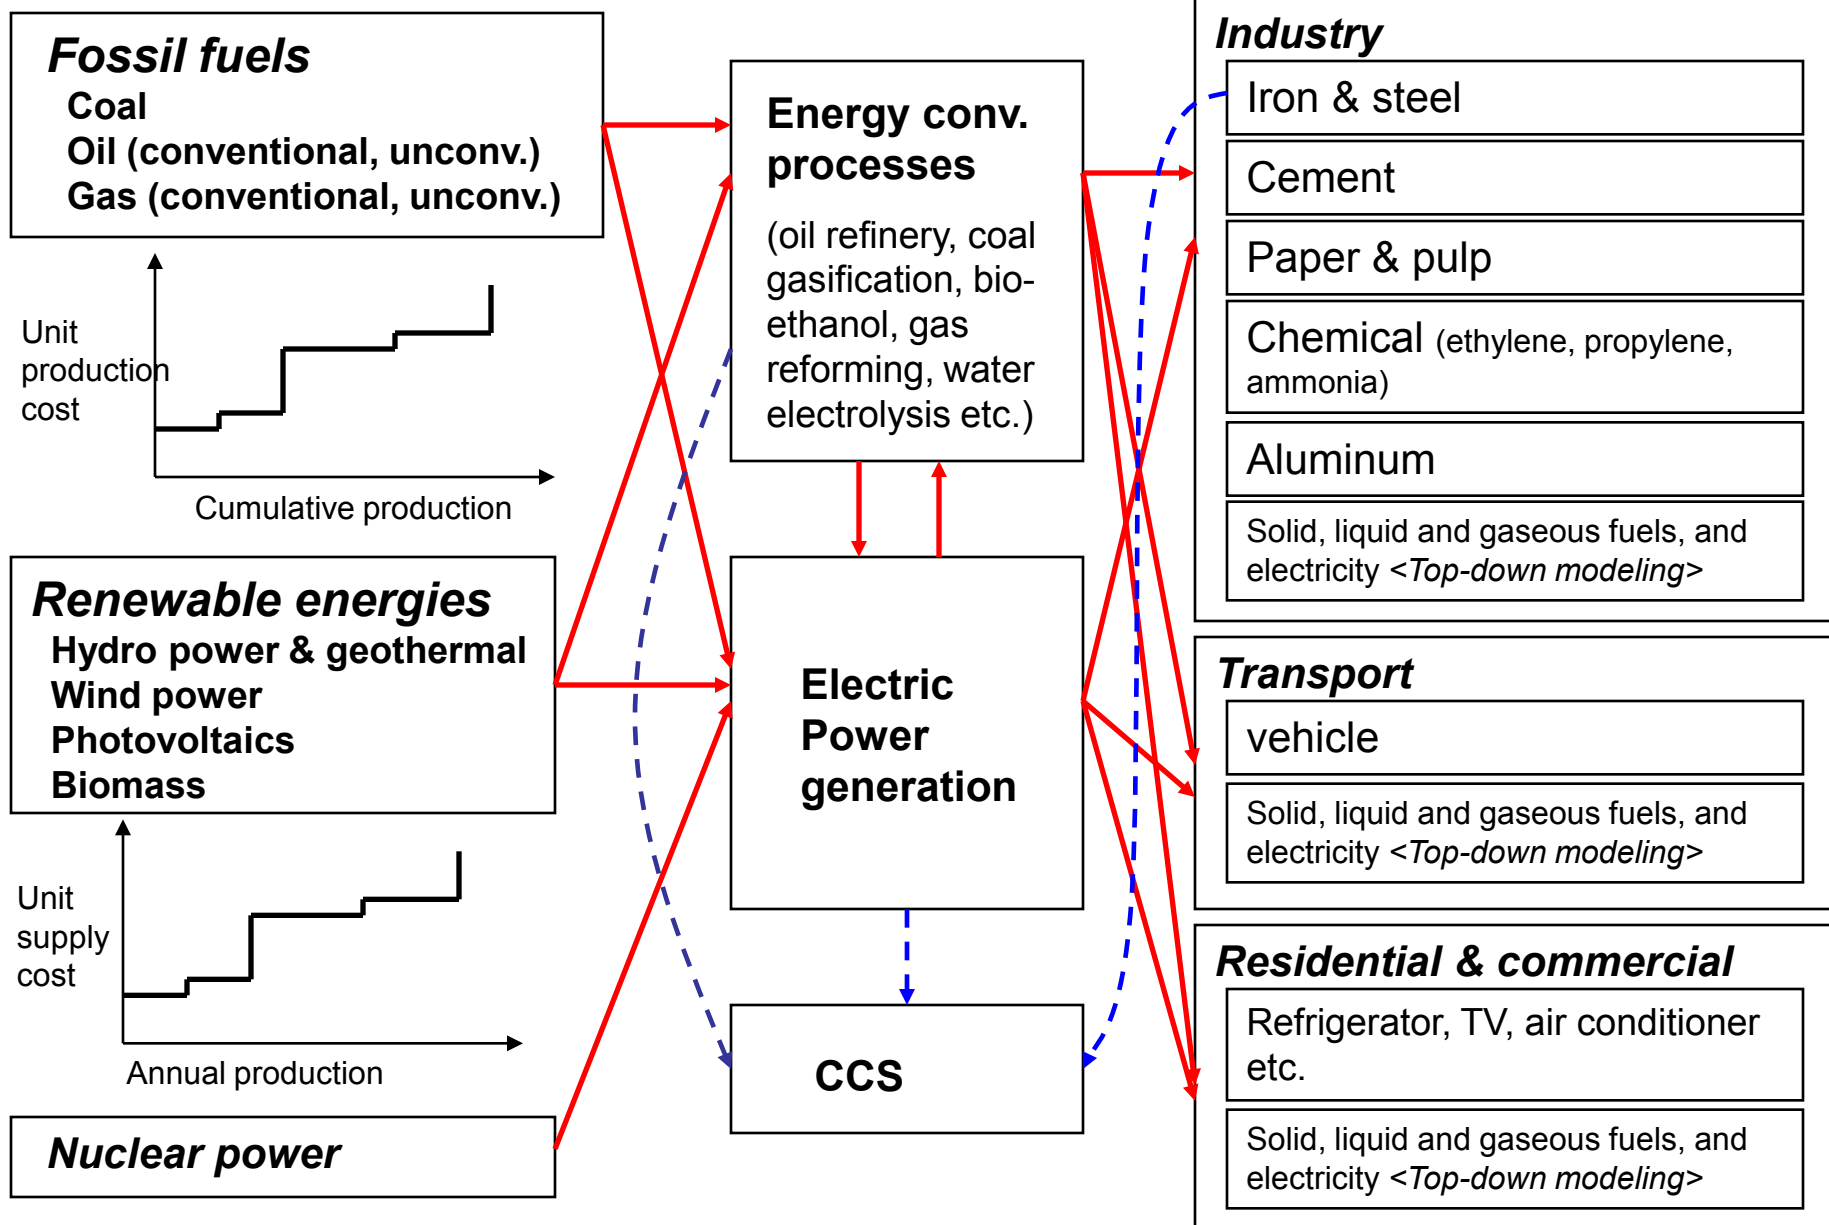 Fossil fuels
Coal
Oil (conventional, unconv.)
Gas (conventional, unconv.)
Unit
production
cost
Cumulative production
Renewable energies
Hydro power & geothermal
Wind power
Photovoltaics
Biomass
Unit
supply
cost
Annual production
Nuclear power
Energy conv.
processes
(oil refinery, coal
gasification, bio-
ethanol, gas
reforming, water
electrolysis etc.)
Electric
Power
generation
CCS
Industry
Iron & steel
Cement
Paper & pulp
Chemical (ethylene, propylene,
ammonia)
Aluminum
Solid, liquid and gaseous fuels, and
electricity <Top-down modeling>
Transport
vehicle
Solid, liquid and gaseous fuels, and
electricity <Top-down modeling>
Residential & commercial
Refrigerator, TV, air conditioner
etc.
Solid, liquid and gaseous fuels, and
electricity <Top-down modeling>